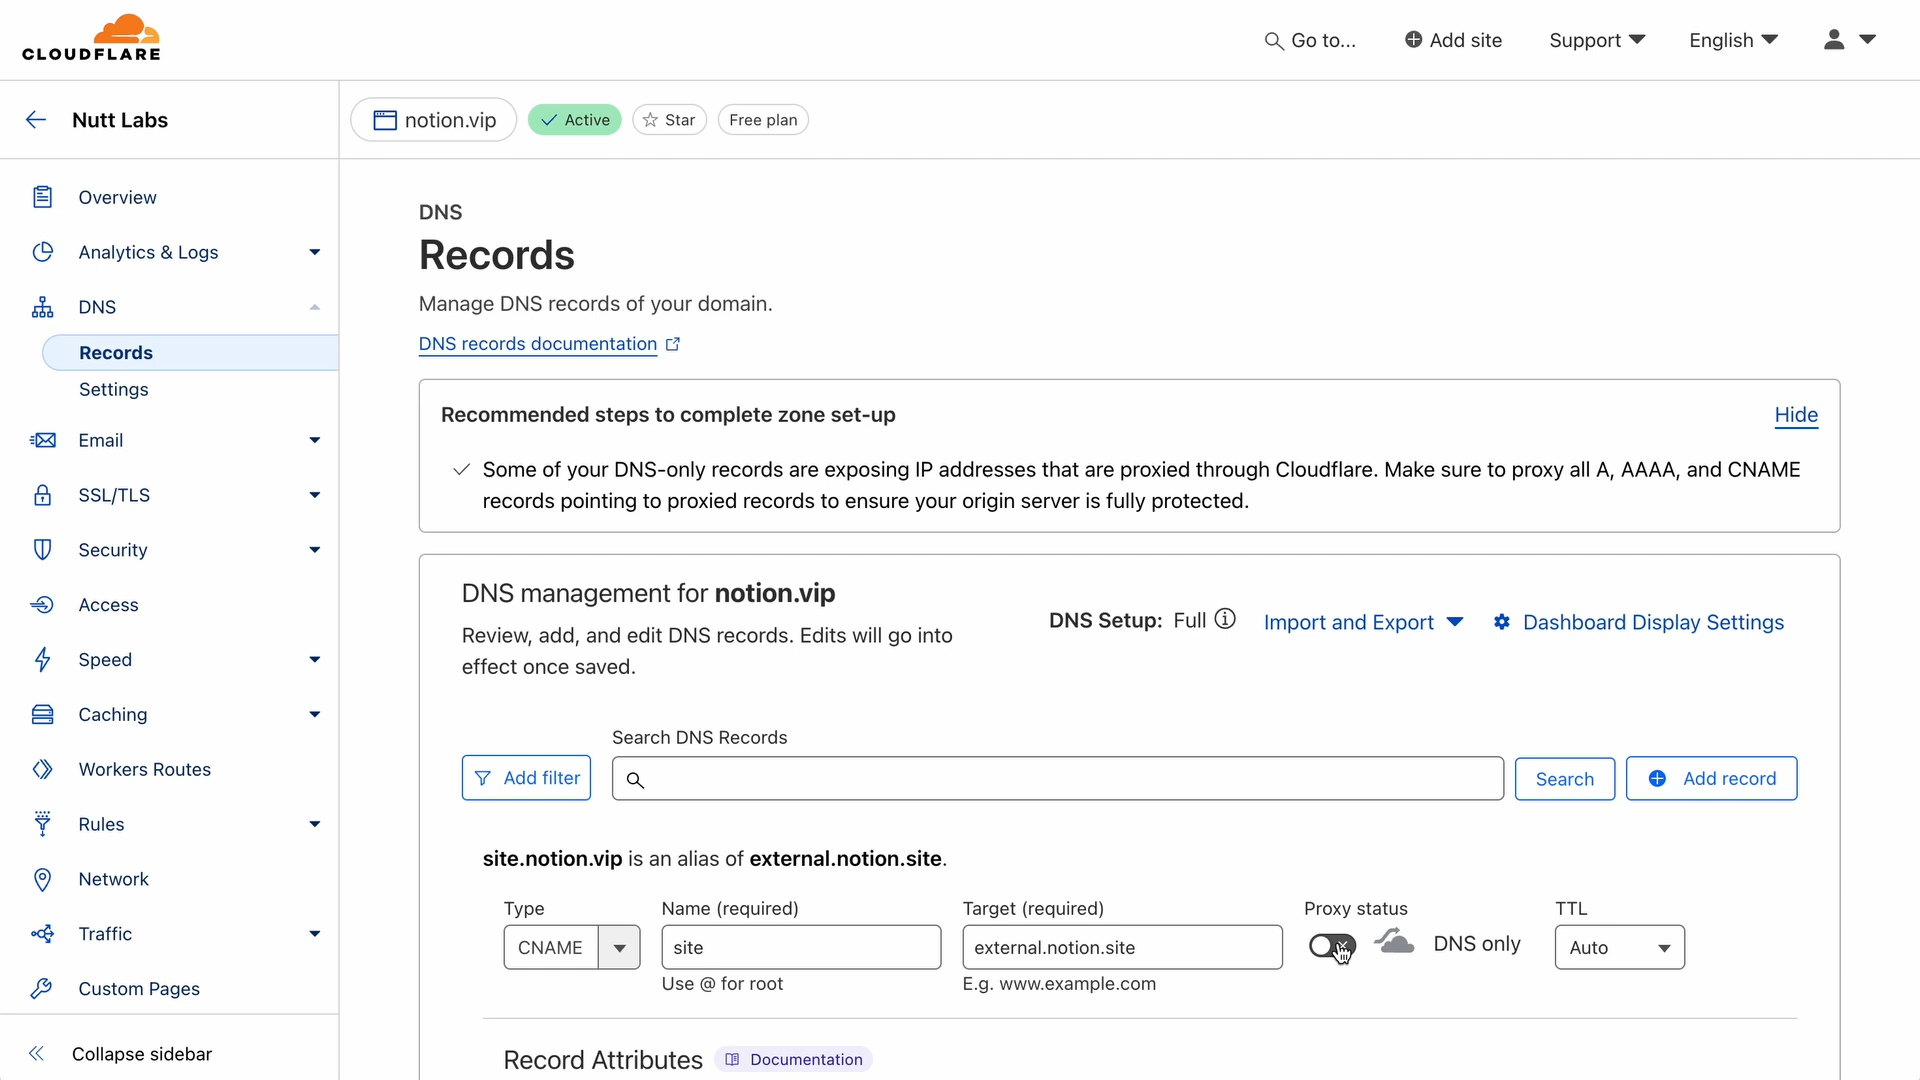 CLOUDFLARE
Go to...
Add site
Support
English
Nutt Labs
notion.vip
Active
Star
Free plan
Overview
Analytics & Logs
DNS
Records
Settings
Email
SSL/TLS
Security
Access
Speed
Caching
Workers Routes
Rules
Network
Traffic
Custom Pages
Collapse sidebar
DNS
Records
Manage DNS records of your domain.
DNS records documentation
Recommended steps to complete zone set-up
Hide
Some of your DNS-only records are exposing IP addresses that are proxied through Cloudflare. Make sure to proxy all A, AAAA, and CNAME
records pointing to proxied records to ensure your origin server is fully protected.
DNS management for notion.vip
Review, add, and edit DNS records. Edits will go into
effect once saved.
DNS Setup: Full
Import and Export
Dashboard Display Settings
Search DNS Records
Add filter
Search
Add record
site.notion.vip is an alias of external.notion.site.
Type
Name (required)
Target (required)
Proxy status
TTL
CNAME
site
external.notion.site
DNS only
Auto
Use @ for root
E.g. www.example.com
Record Attributes
Documentation